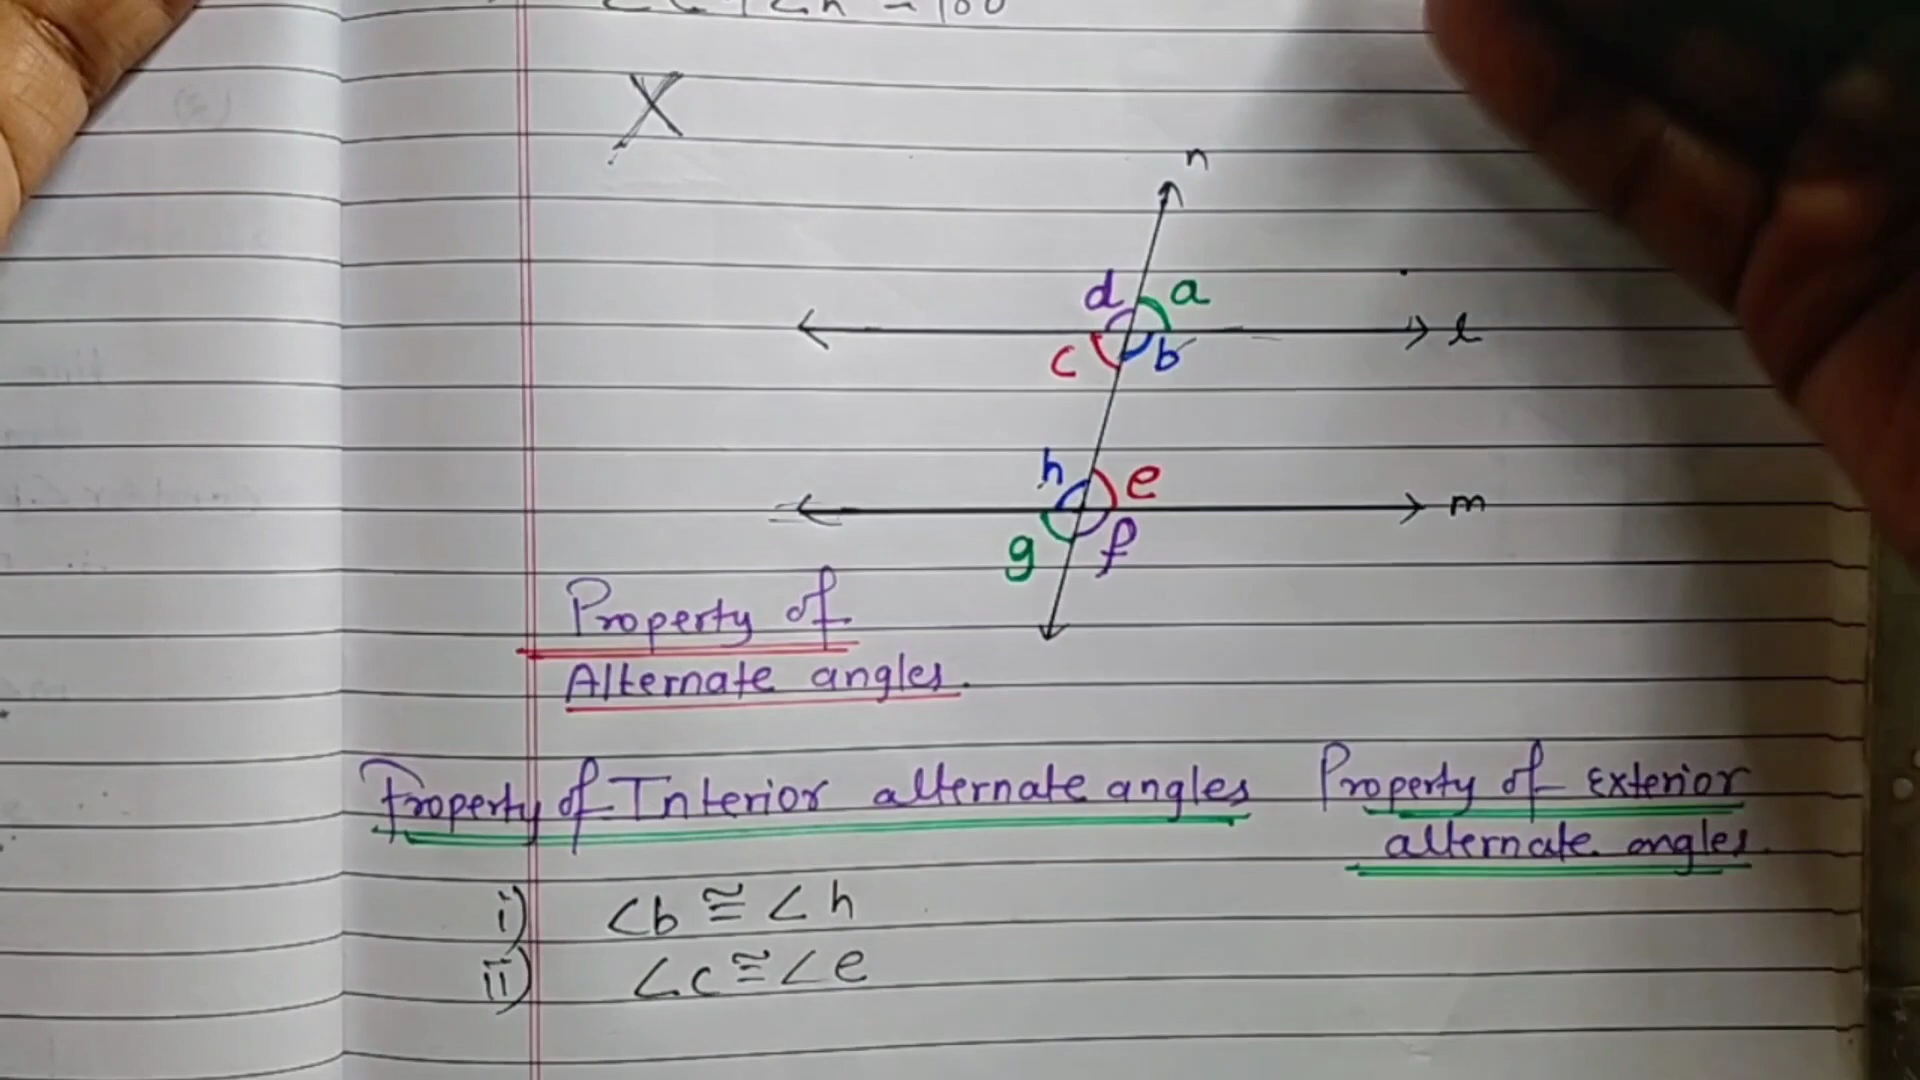 n
d a
l
c b
h e
m
g f
Property of
Alternate angles.
Property of Interior alternate angles
Property of exterior
alternate angles.
i) ∠b ≅ ∠h
ii) ∠c ≅ ∠e